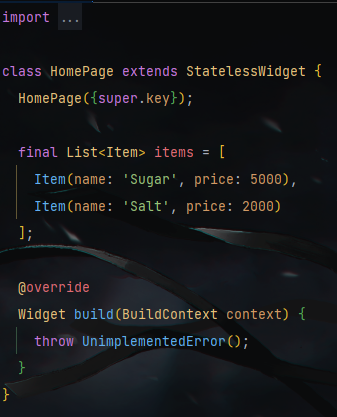 import ...
class HomePage extends StatelessWidget {
  HomePage({super.key});
  final List<Item> items = [
    Item(name: 'Sugar', price: 5000),
    Item(name: 'Salt', price: 2000)
  ];
  @override
  Widget build(BuildContext context) {
    throw UnimplementedError();
  }
}